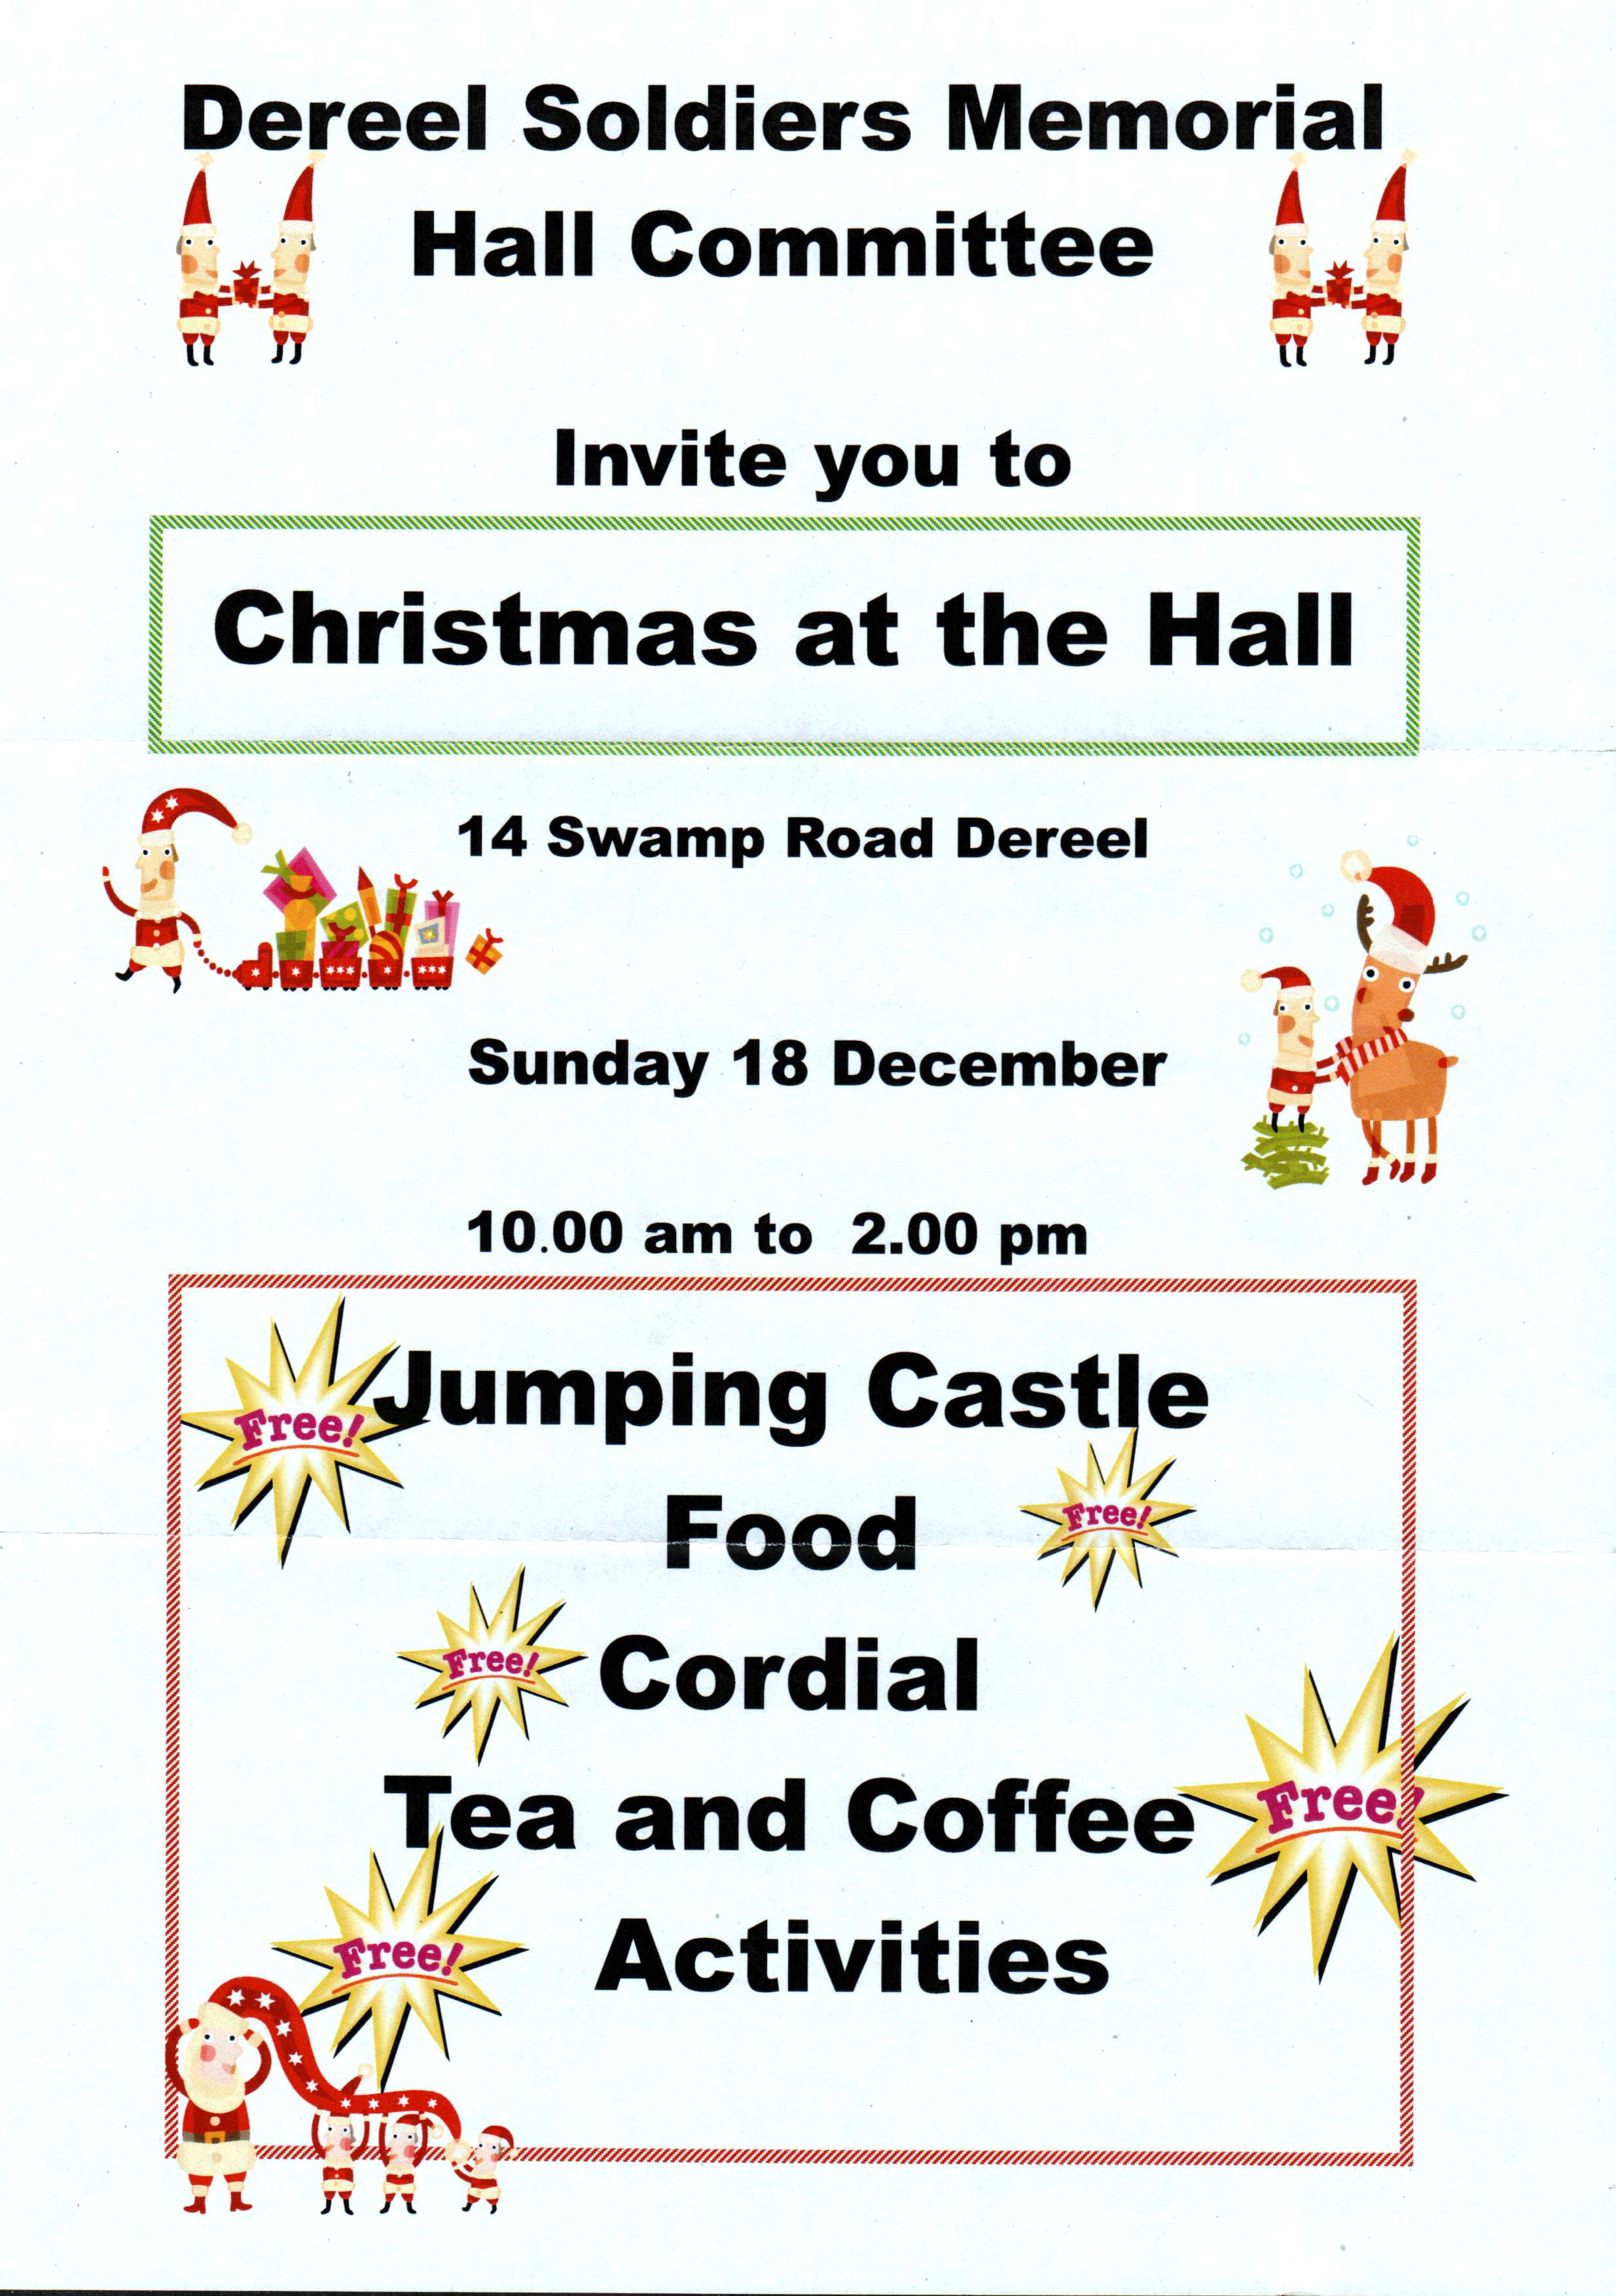 Dereel Soldiers Memorial
Hall Committee
Invite you to
Christmas at the Hall
14 Swamp Road Dereel
Sunday 18 December
10.00 am to  2.00 pm
Free!
Jumping Castle
Food
Free!
Free!
Cordial
Tea and Coffee
Free!
Free!
Activities